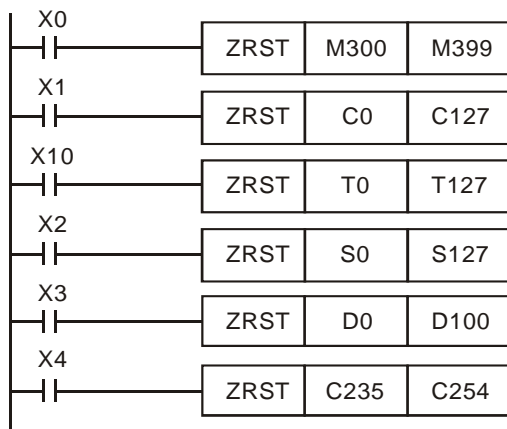 X0
ZRST M300 M399
X1
ZRST C0 C127
X10
ZRST T0 T127
X2
ZRST S0 S127
X3
ZRST D0 D100
X4
ZRST C235 C254